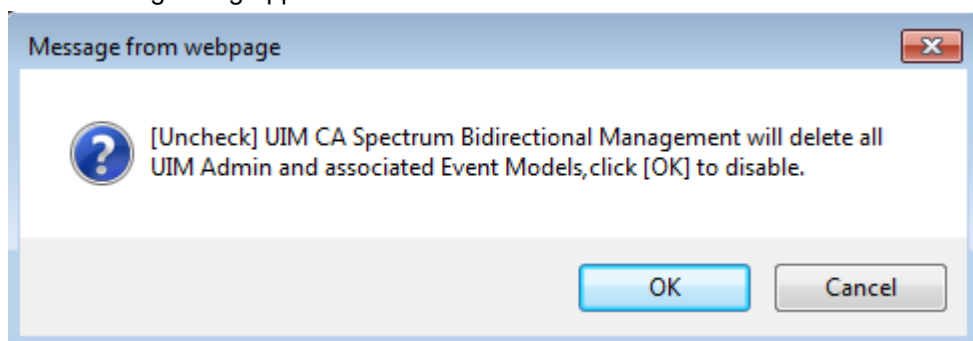 Message from webpage
[Uncheck] UIM CA Spectrum Bidirectional Management will delete all
UIM Admin and associated Event Models,click [OK] to disable.
OK
Cancel